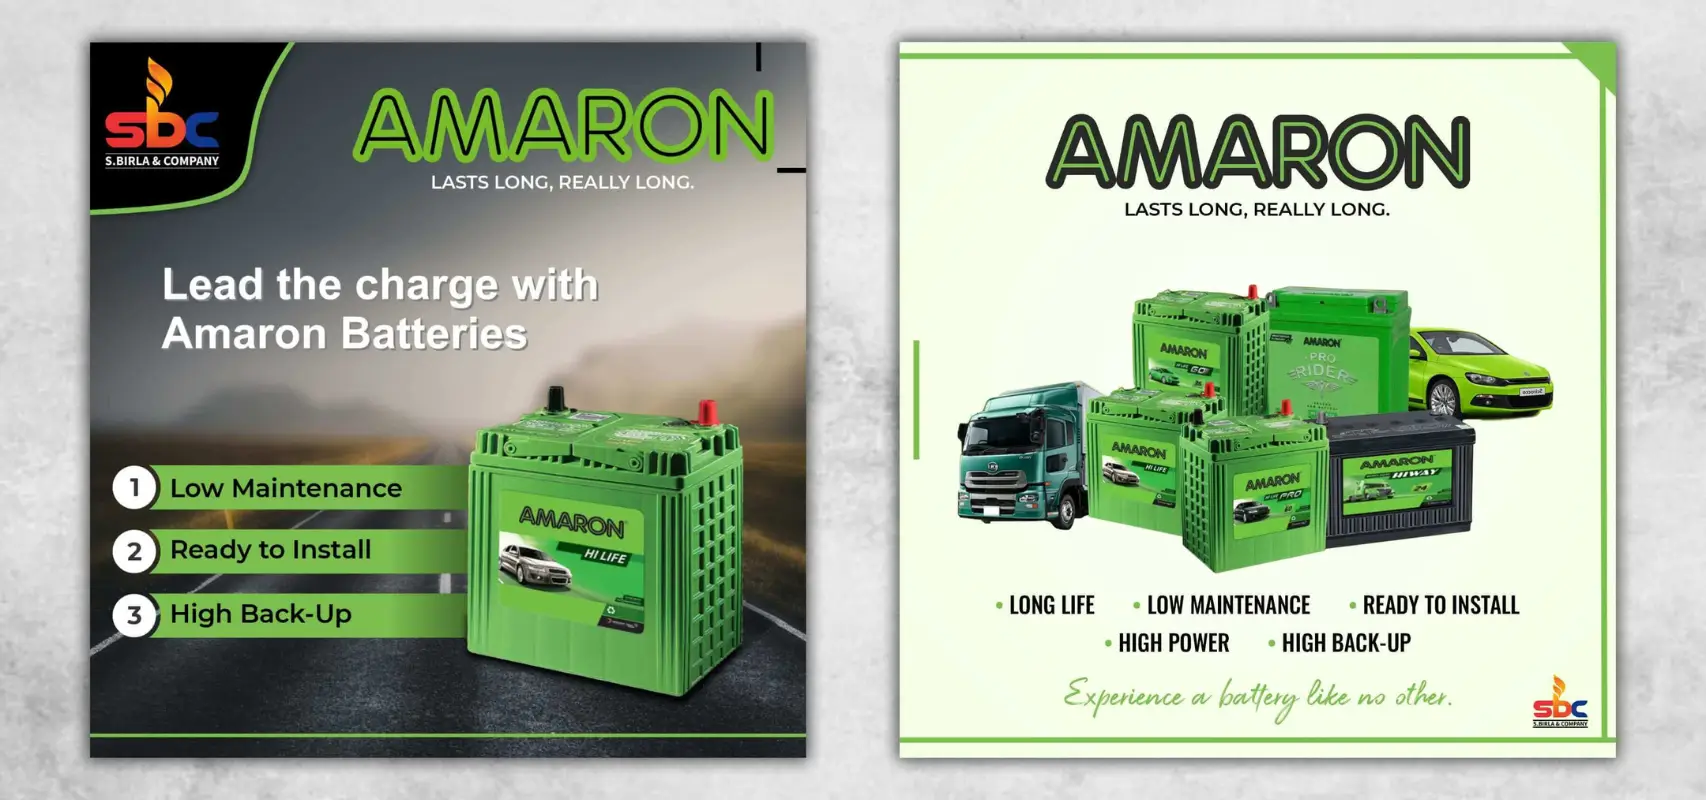 sbc
S.BIRLA & COMPANY
AMARON
LASTS LONG, REALLY LONG.
Lead the charge with
Amaron Batteries
1 Low Maintenance
2 Ready to Install
3 High Back-Up
AMARON
HI LIFE
AMARON
LASTS LONG, REALLY LONG.
AMARON
GO
AMARON
PRO
RIDER
AMARON
HI LIFE
AMARON
PRO
AMARON
HIWAY
• LONG LIFE • LOW MAINTENANCE • READY TO INSTALL
• HIGH POWER • HIGH BACK-UP
Experience a battery like no other.
sbc
S.BIRLA & COMPANY